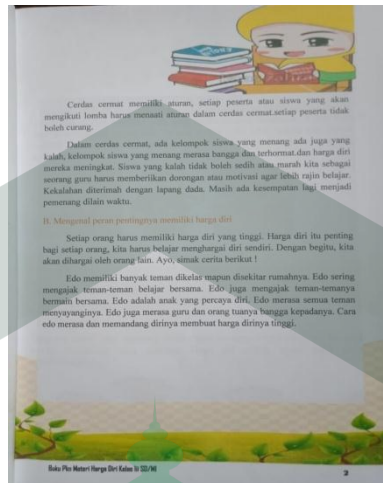 Cerdas cermat memiliki aturan, setiap peserta atau siswa yang akan
mengikuti lomba harus menaati aturan dalam cerdas cermat.setiap peserta tidak
boleh curang.
Dalam cerdas cermat, ada kelompok siswa yang menang ada juga yang
kalah, kelompok siswa yang menang merasa bangga dan terhormat.dan harga diri
mereka meningkat. Siswa yang kalah tidak boleh sedih atau marah kita sebagai
seorang guru harus memberikan dorongan atau motivasi agar lebih rajin belajar.
Kekalahan diterimah dengan lapang dada. Masih ada kesempatan lagi menjadi
pemenang dilain waktu.
B. Mengenal peran pentingnya memiliki harga diri
Setiap orang harus memiliki harga diri yang tinggi. Harga diri itu penting
bagi setiap orang, kita harus belajar menghargai diri sendiri. Dengan begitu, kita
akan dihargai oleh orang lain. Ayo, simak cerita berikut !
Edo memiliki banyak teman dikelas mapun disekitar rumahnya. Edo sering
mengajak teman-teman belajar bersama. Edo juga mengajak teman-temanya
bermain bersama. Edo adalah anak yang percaya diri. Edo merasa semua teman
menyayanginya. Edo juga merasa guru dan orang tuanya bangga kepadanya. Cara
edo merasa dan memandang dirinya membuat harga dirinya tinggi.
Buku Plus Materi Harga Diri Kelas III SD/MI
3